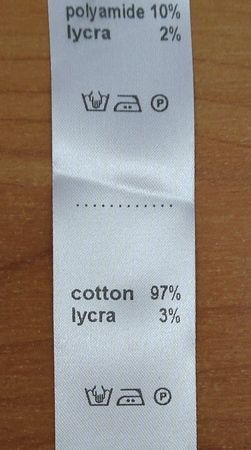 polyamide 10%
lycra 2%
P
cotton 97%
lycra 3%
P